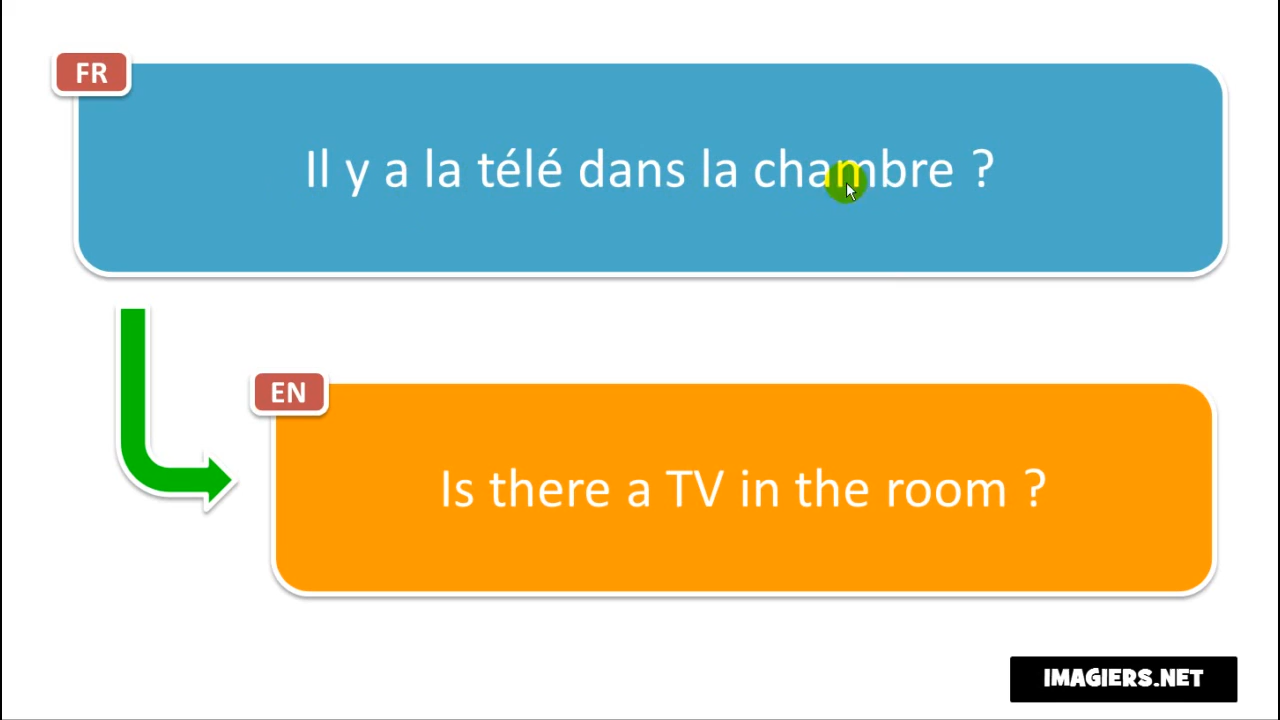 FR
Il y a la télé dans la chambre ?
EN
Is there a TV in the room ?
IMAGIERS.NET